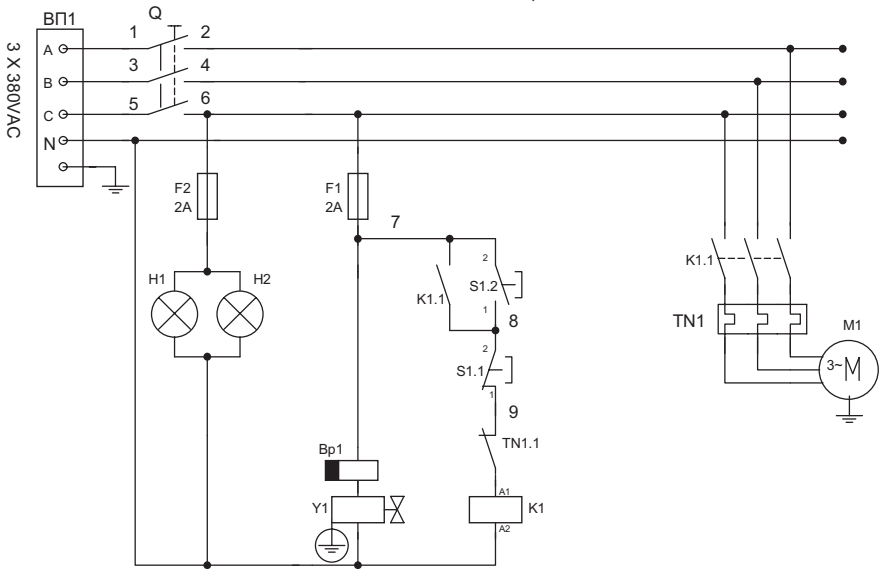 ВП1
Q
3 X 380VAC
A
1
2
B
3
4
C
5
6
N
F2
2A
F1
2A
7
H1
H2
K1.1
2
S1.2
1
8
2
S1.1
1
9
TN1.1
Bp1
Y1
A1
K1
A2
K1.1
TN1
M1
3~M